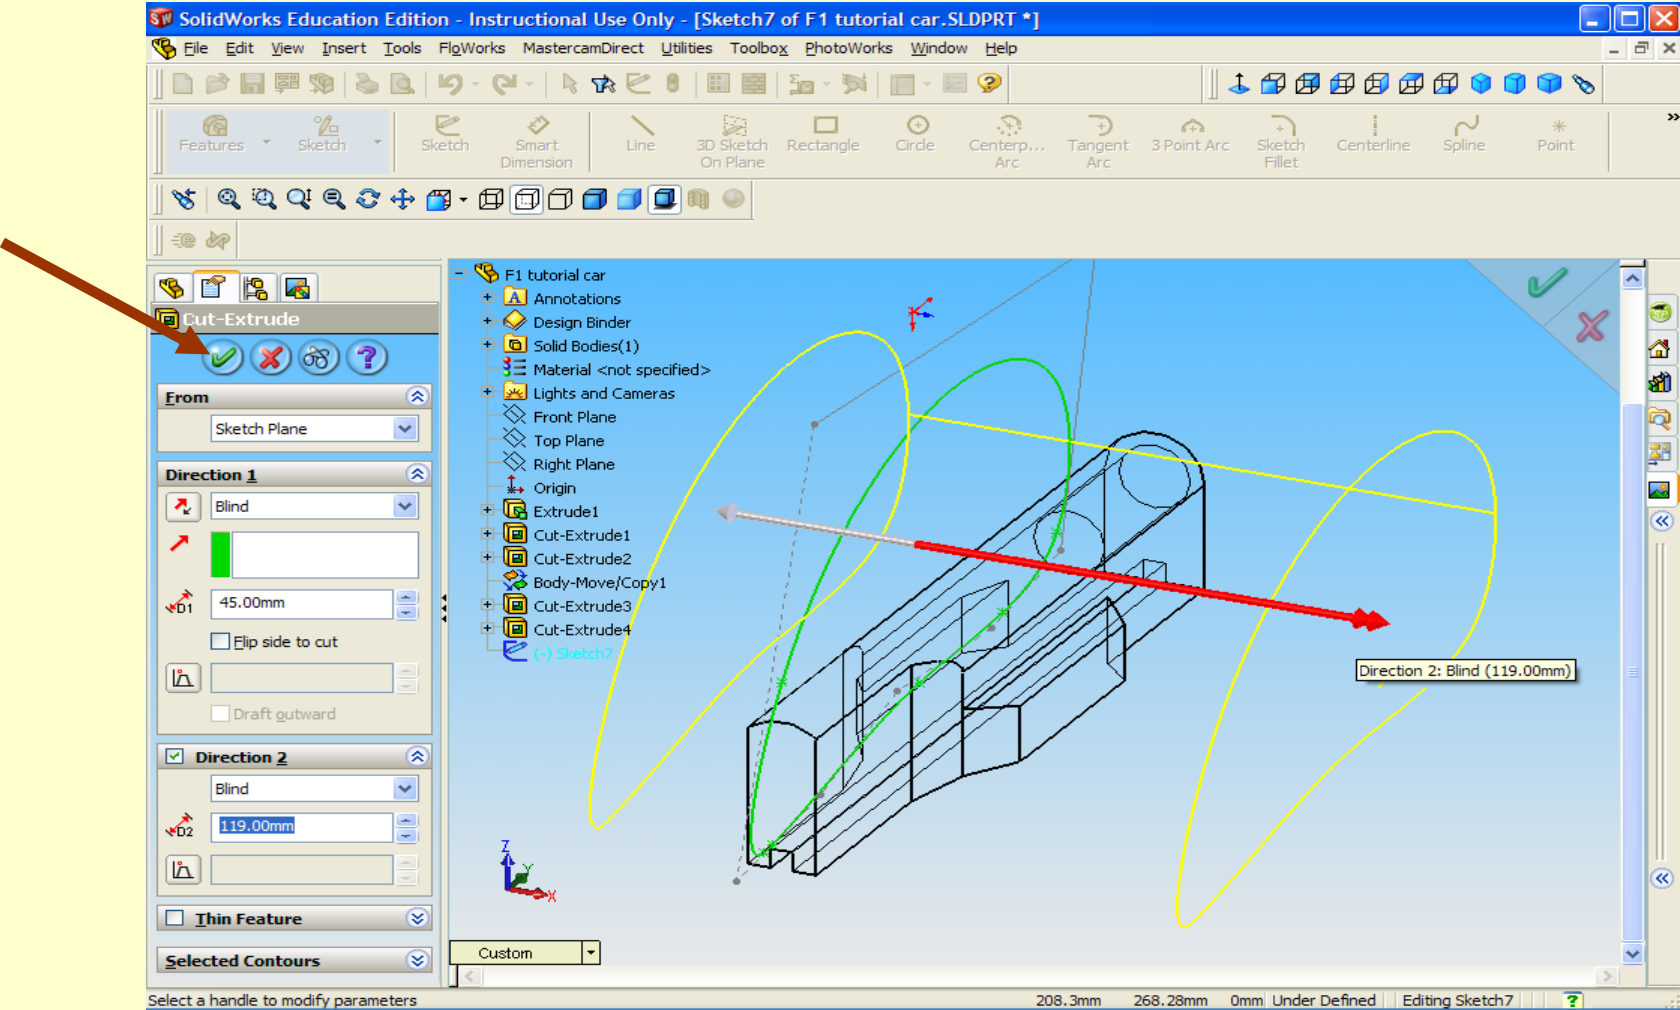 SolidWorks Education Edition - Instructional Use Only - [Sketch7 of F1 tutorial car.SLDPRT *]
File Edit View Insert Tools FloWorks MastercamDirect Utilities Toolbox PhotoWorks Window Help
Features Sketch Sketch Smart Dimension Line 3D Sketch On Plane Rectangle Circle Centerp... Arc Tangent Arc 3 Point Arc Sketch Fillet Centerline Spline Point
Cut-Extrude
From
Sketch Plane
Direction 1
Blind
D1
45.00mm
Flip side to cut
Draft outward
Direction 2
Blind
D2
119.00mm
Thin Feature
Selected Contours
F1 tutorial car
A Annotations
Design Binder
Solid Bodies(1)
Material <not specified>
Lights and Cameras
Front Plane
Top Plane
Right Plane
Origin
Extrude1
Cut-Extrude1
Cut-Extrude2
Body-Move/Copy1
Cut-Extrude3
Cut-Extrude4
(-) Sketch7
Direction 2: Blind (119.00mm)
Z
Y
X
Custom
Select a handle to modify parameters
208.3mm 268.28mm 0mm Under Defined Editing Sketch7 ?